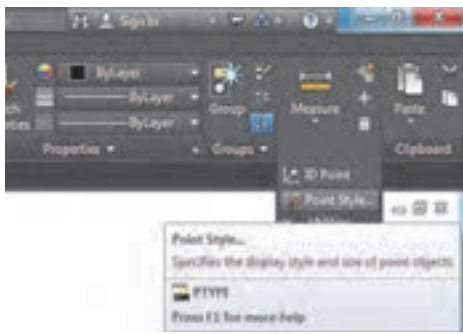 Sign In
ByLayer
ByLayer
ByLayer
Group
Measure
Paste
Properties
Groups
Clipboard
ID Point
Point Style...
Point Style...
Specifies the display style and size of point objects
PTYPE
Press F1 for more help